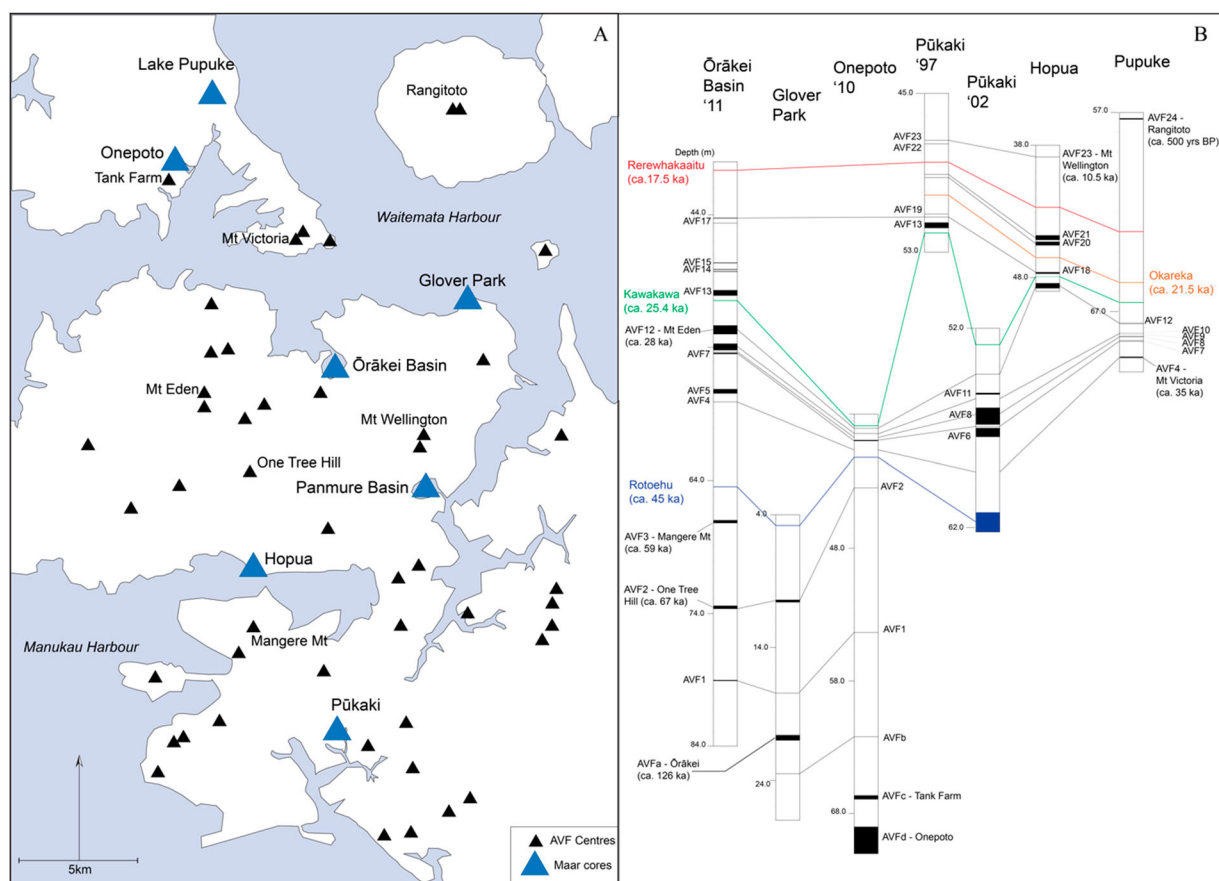 A
Lake Pupuke
Rangitoto
Onepoto
Tank Farm
Waitemata Harbour
Mt Victoria
Glover Park
Ōrākei Basin
Mt Eden
Mt Wellington
One Tree Hill
Panmure Basin
Hopua
Mangere Mt
Manukau Harbour
Pūkaki
5km
AVF Centres
Maar cores
B
Ōrākei
Basin
'11
Glover
Park
Onepoto
'10
Pūkaki
'97
Pūkaki
'02
Hopua
Pupuke
Depth (m)
Rerewhakaaitu
(ca.17.5 ka)
44.0
AVF17
AVF15
AVF14
AVF13
Kawakawa
(ca. 25.4 ka)
AVF12 - Mt Eden
(ca. 28 ka)
AVF7
AVF5
AVF4
64.0
Rotoehu
(ca. 45 ka)
AVF3 - Mangere Mt
(ca. 59 ka)
AVF2 - One Tree
Hill (ca. 67 ka)
74.0
AVF1
84.0
AVFa - Ōrākei
(ca. 126 ka)
4.0
14.0
24.0
AVF2
48.0
AVF1
58.0
AVFb
AVFc - Tank Farm
68.0
AVFd - Onepoto
45.0
AVF23
AVF22
AVF19
AVF13
53.0
52.0
AVF11
AVF8
AVF6
62.0
38.0
AVF23 - Mt
Wellington
(ca. 10.5 ka)
AVF21
AVF20
AVF18
48.0
57.0
AVF24 -
Rangitoto
(ca. 500 yrs BP)
Okareka
(ca. 21.5 ka)
67.0
AVF12
AVF10
AVF9
AVF8
AVF7
AVF4 -
Mt Victoria
(ca. 35 ka)